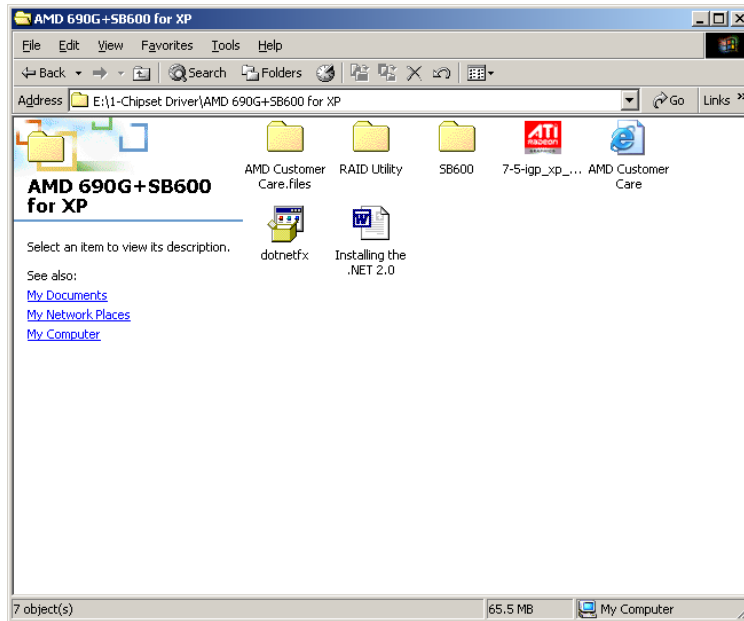 AMD 690G+SB600 for XP
File Edit View Favorites Tools Help
Back Search Folders
Address E:\1-Chipset Driver\AMD 690G+SB600 for XP Go Links »
AMD 690G+SB600
for XP
Select an item to view its description.
See also:
My Documents
My Network Places
My Computer
AMD Customer
Care.files
RAID Utility
SB600
ATI
RADEON
GRAPHICS
7-5-igp_xp_...
AMD Customer
Care
dotnetfx
Installing the
.NET 2.0
7 object(s) 65.5 MB My Computer